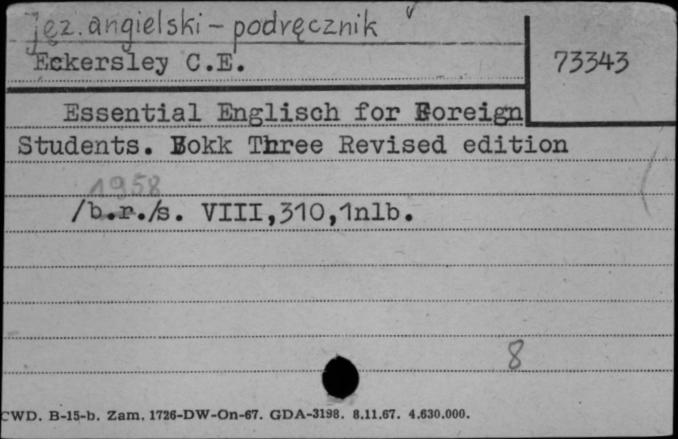 Jęz. angielski - podręcznik
Eckersley C.E.
73343
Essential Englisch for Foreign
Students. Bokk Three Revised edition
1958
/b.r./s. VIII,310,1nlb.
8
CWD. B-15-b. Zam. 1726-DW-On-67. GDA-3198. 8.11.67. 4.630.000.